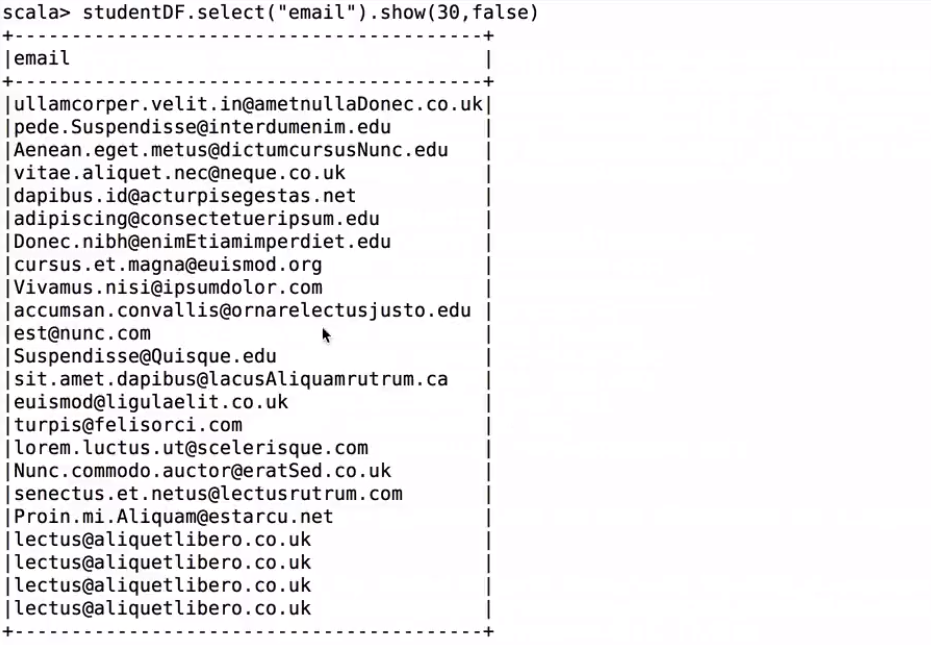 scala> studentDF.select("email").show(30,false)
+-----------------------------------------+
|email                                    |
+-----------------------------------------+
|ullamcorper.velit.in@ametnullaDonec.co.uk|
|pede.Suspendisse@interdumenim.edu        |
|Aenean.eget.metus@dictumcursusNunc.edu   |
|vitae.aliquet.nec@neque.co.uk            |
|dapibus.id@acturpisegestas.net           |
|adipiscing@consectetueripsum.edu         |
|Donec.nibh@enimEtiamimperdiet.edu        |
|cursus.et.magna@euismod.org              |
|Vivamus.nisi@ipsumdolor.com              |
|accumsan.convallis@ornarelectusjusto.edu |
|est@nunc.com                             |
|Suspendisse@Quisque.edu                  |
|sit.amet.dapibus@lacusAliquamrutrum.ca   |
|euismod@ligulaelit.co.uk                 |
|turpis@felisorci.com                     |
|lorem.luctus.ut@scelerisque.com          |
|Nunc.commodo.auctor@eratSed.co.uk        |
|senectus.et.netus@lectusrutrum.com       |
|Proin.mi.Aliquam@estarcu.net             |
|lectus@aliquetlibero.co.uk               |
|lectus@aliquetlibero.co.uk               |
|lectus@aliquetlibero.co.uk               |
|lectus@aliquetlibero.co.uk               |
+-----------------------------------------+